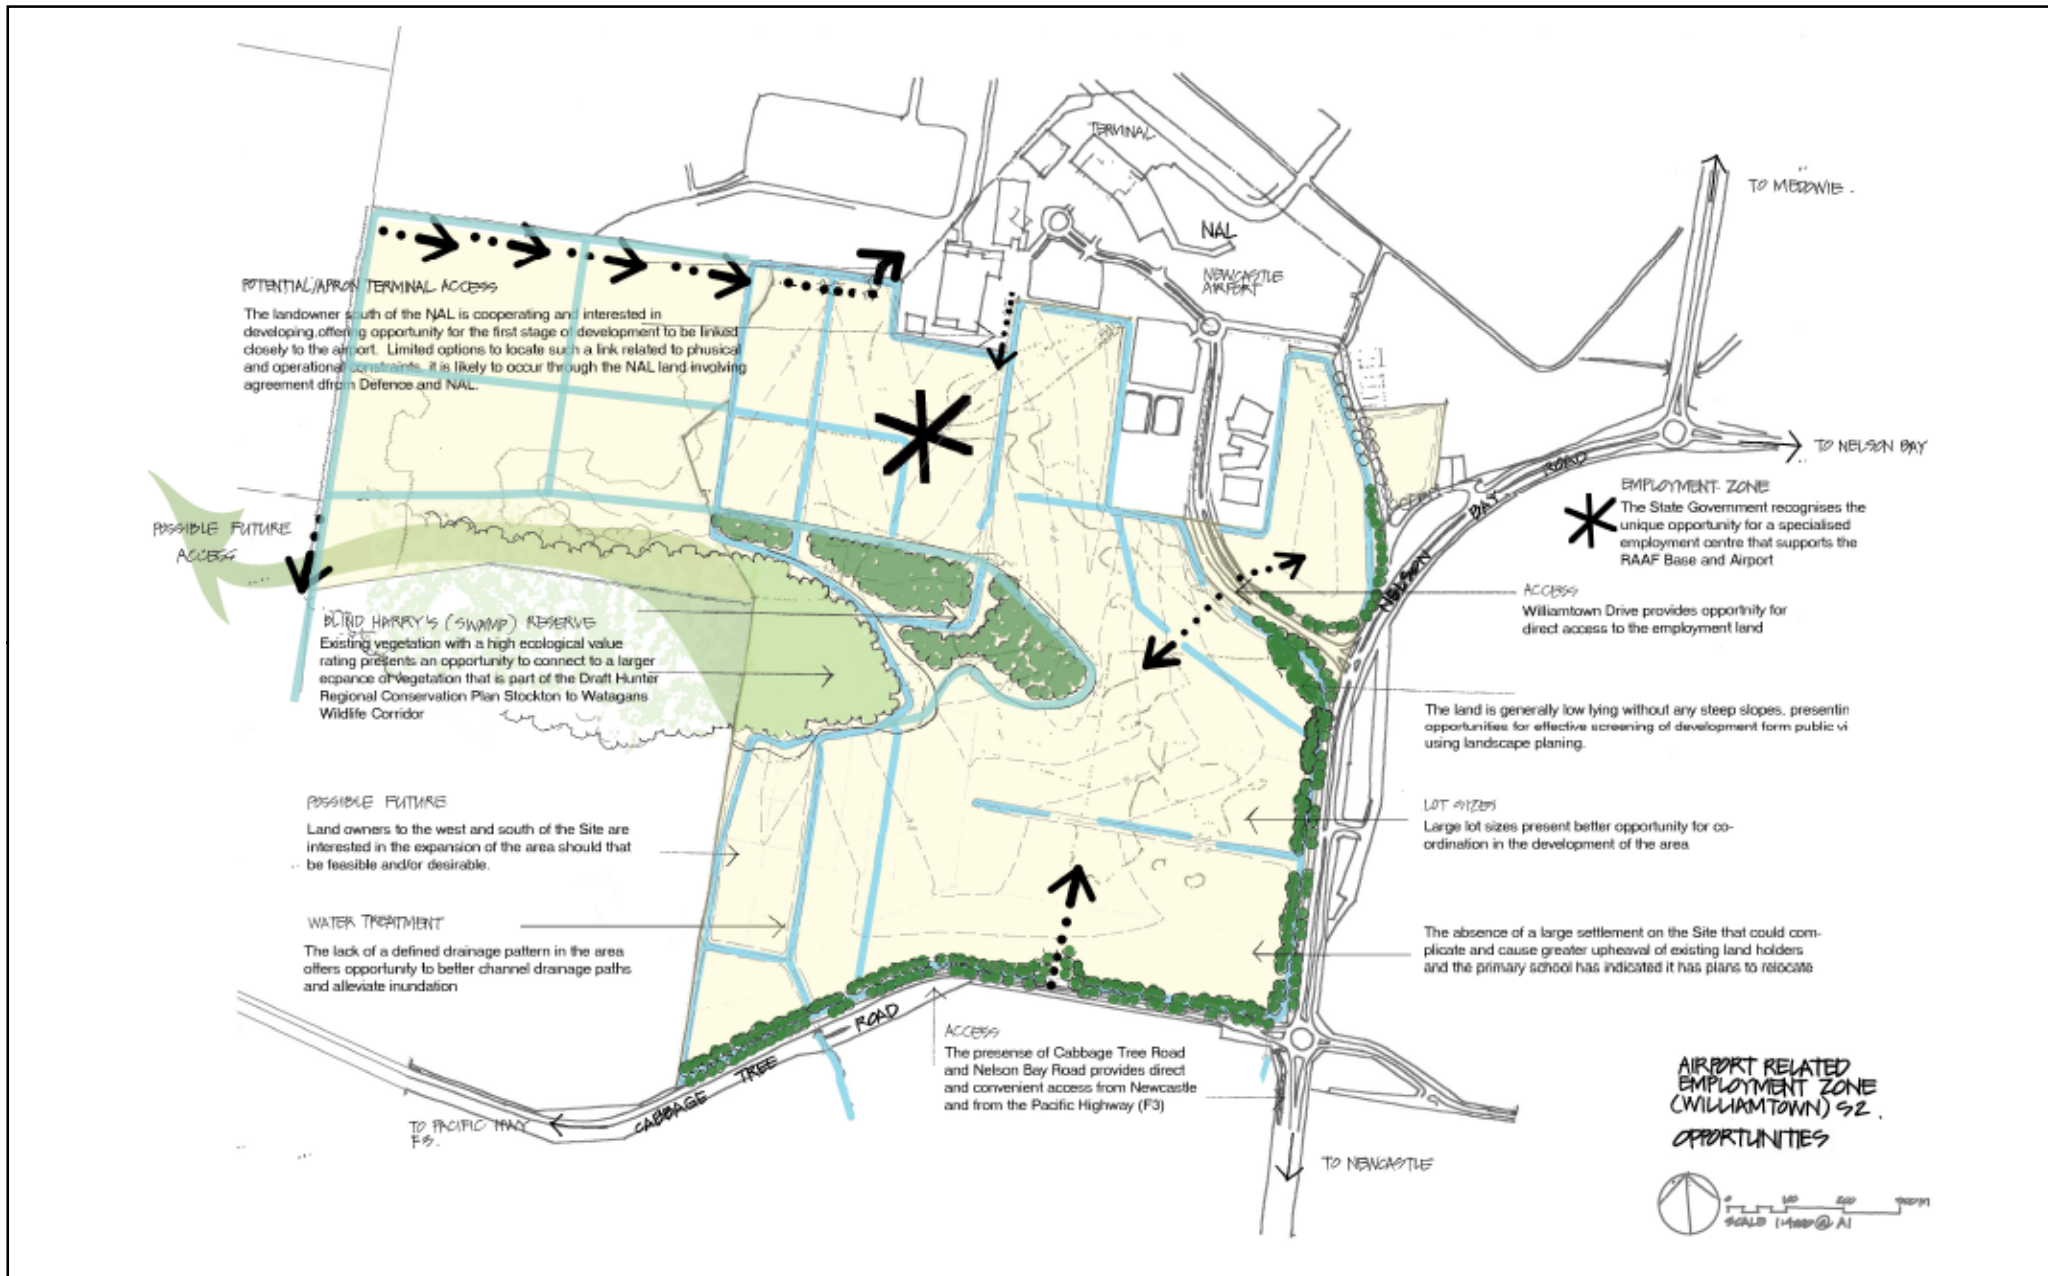 TERMINAL
NAL
NEWCASTLE
AIRPORT
TO MEDOWIE.
TO NELSON BAY
NELSON BAY ROAD
POTENTIAL/APRON TERMINAL ACCESS
The landowner south of the NAL is cooperating and interested in
developing,offering opportunity for the first stage of development to be linked
closely to the airport. Limited options to locate such a link related to phusical
and operational constraints, it is likely to occur through the NAL land involving
agreement dfrom Defence and NAL.
EMPLOYMENT ZONE
The State Government recognises the
unique opportunity for a specialised
employment centre that supports the
RAAF Base and Airport
POSSIBLE FUTURE
ACCESS
ACCESS
Williamtown Drive provides opportnity for
direct access to the employment land
BLIND HARRY'S (SWAMP) RESERVE
Existing vegetation with a high ecological value
rating presents an opportunity to connect to a larger
ecpance of vegetation that is part of the Draft Hunter
Regional Conservation Plan Stockton to Watagans
Wildlife Corridor
The land is generally low lying without any steep slopes, presentin
opportunities for effective screening of development form public vi
using landscape planing.
POSSIBLE FUTURE
Land owners to the west and south of the Site are
interested in the expansion of the area should that
be feasible and/or desirable.
LOT SIZES
Large lot sizes present better opportunity for co-
ordination in the development of the area
WATER TREATMENT
The lack of a defined drainage pattern in the area
offers opportunity to better channel drainage paths
and alleviate inundation
The absence of a large settlement on the Site that could com-
plicate and cause greater upheaval of existing land holders
and the primary school has indicated it has plans to relocate
CABBAGE TREE ROAD
ACCESS
The presense of Cabbage Tree Road
and Nelson Bay Road provides direct
and convenient access from Newcastle
and from the Pacific Highway (F3)
TO PACIFIC HWY
F3.
TO NEWCASTLE
AIRPORT RELATED
EMPLOYMENT ZONE
(WILLIAMTOWN) S2.
OPPORTUNITIES
0 100 200
SCALE @ A1